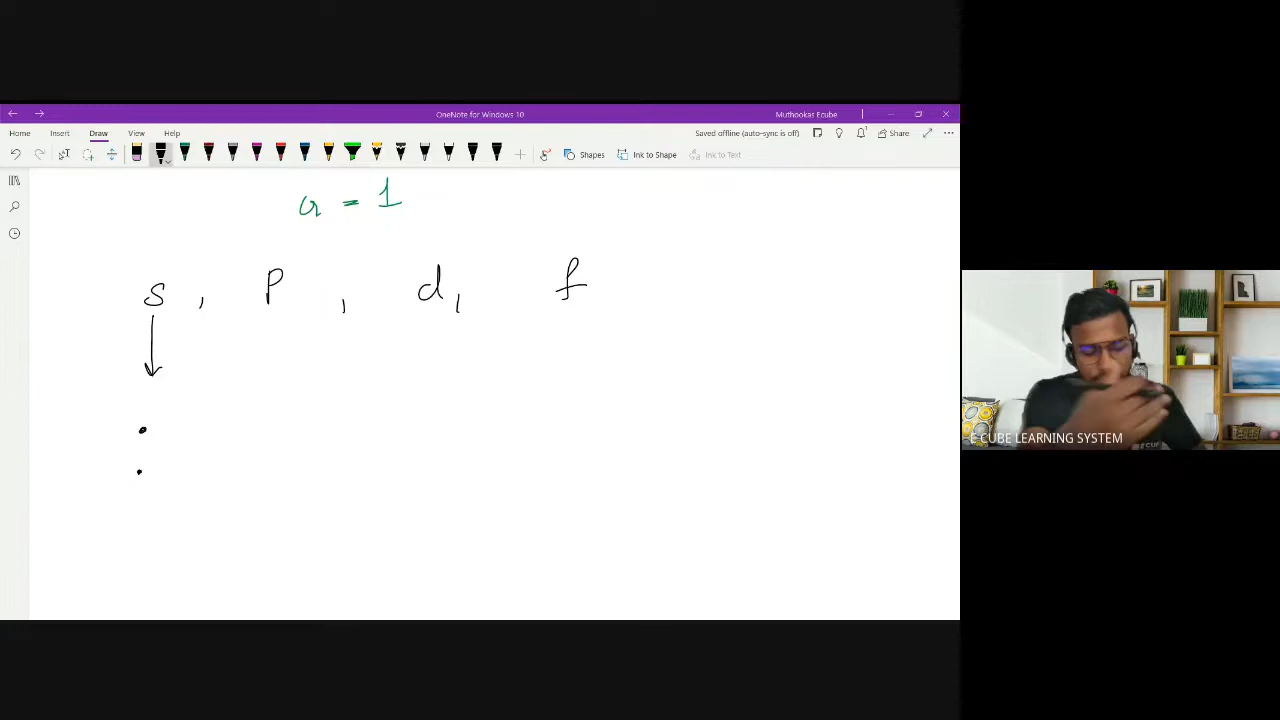 OneNote for Windows 10
Muthookas Ecube
Home Insert Draw View Help
Saved offline (auto-sync is off)
Share
Shapes
Ink to Shape
Ink to Text
a = 1
s, p, d, f
E CUBE LEARNING SYSTEM